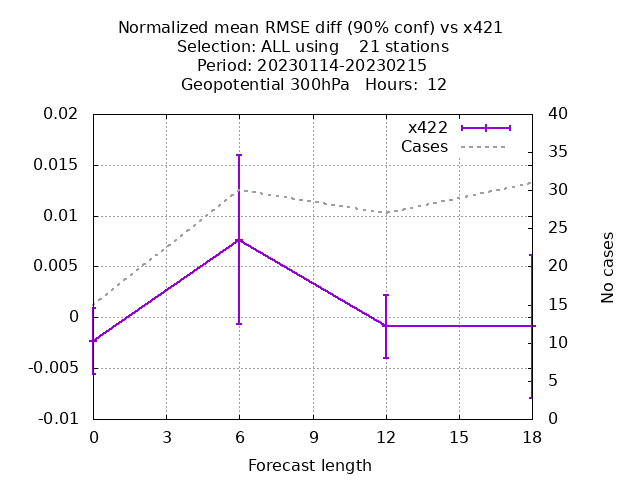 Normalized mean RMSE diff (90% conf) vs x421
Selection: ALL using    21 stations
Period: 20230114-20230215
Geopotential 300hPa   Hours:  12
0.02
0.015
0.01
0.005
0
-0.005
-0.01
40
35
30
25
20
15
10
5
0
x422
Cases
No cases
0 3 6 9 12 15 18
Forecast length